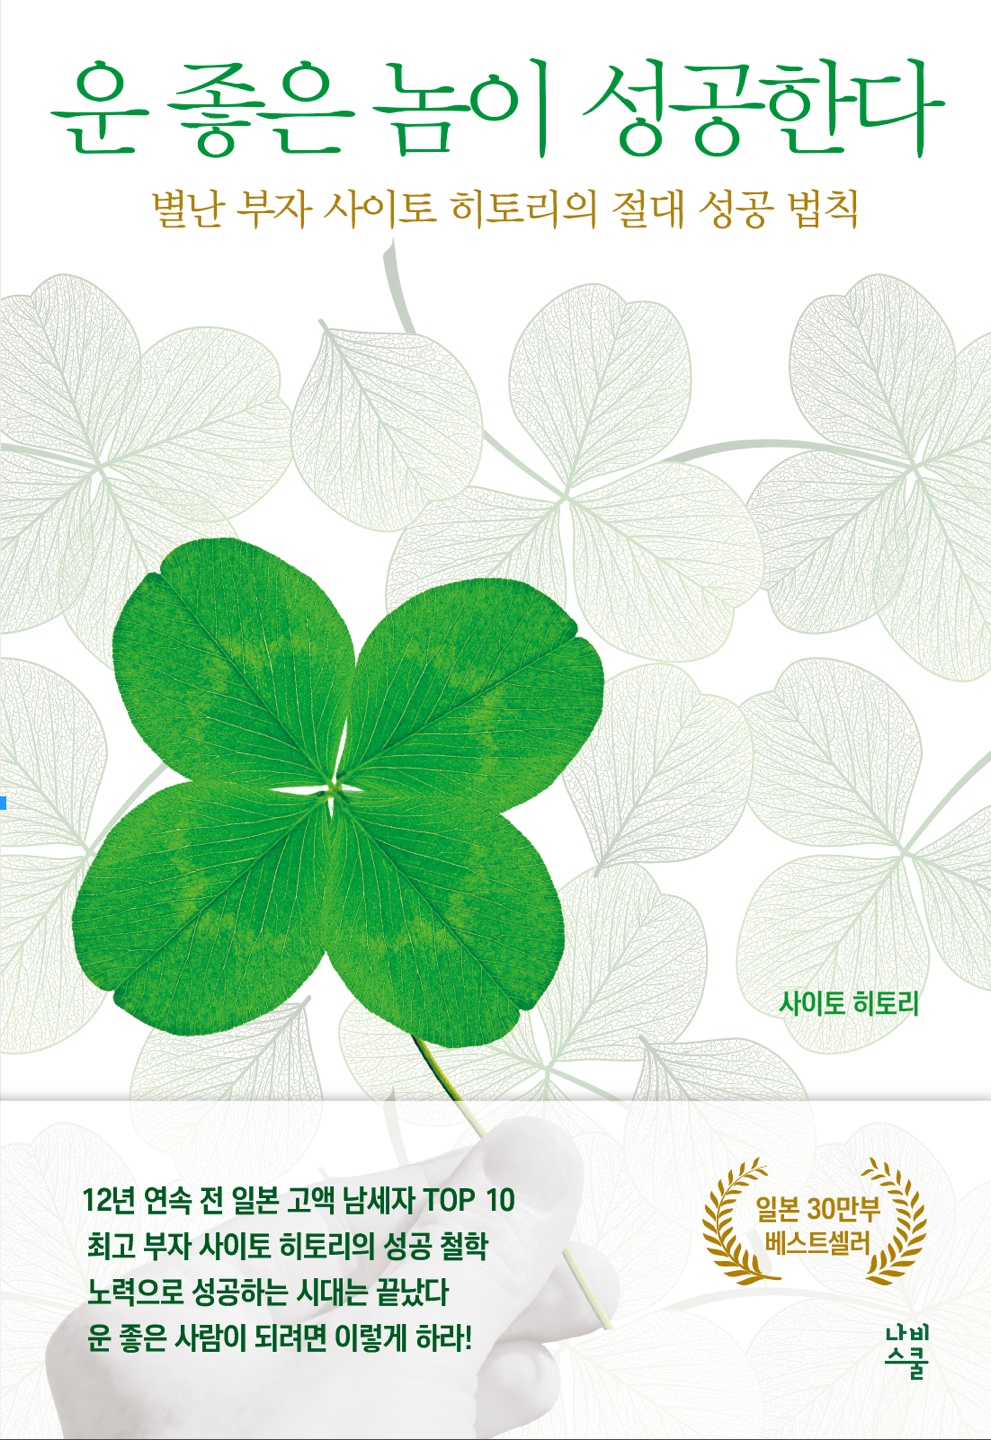 운 좋은 놈이 성공한다
별난 부자 사이토 히토리의 절대 성공 법칙
사이토 히토리
12년 연속 전 일본 고액 납세자 TOP 10
최고 부자 사이토 히토리의 성공 철학
노력으로 성공하는 시대는 끝났다
운 좋은 사람이 되려면 이렇게 하라!
일본 30만부
베스트셀러
나비
스쿨